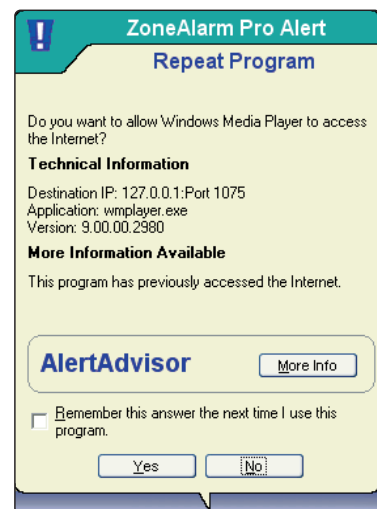 !
ZoneAlarm Pro Alert
Repeat Program
Do you want to allow Windows Media Player to access
the Internet?
Technical Information
Destination IP: 127.0.0.1:Port 1075
Application: wmplayer.exe
Version: 9.00.00.2980
More Information Available
This program has previously accessed the Internet.
AlertAdvisor
More Info
Remember this answer the next time I use this
program.
Yes
No